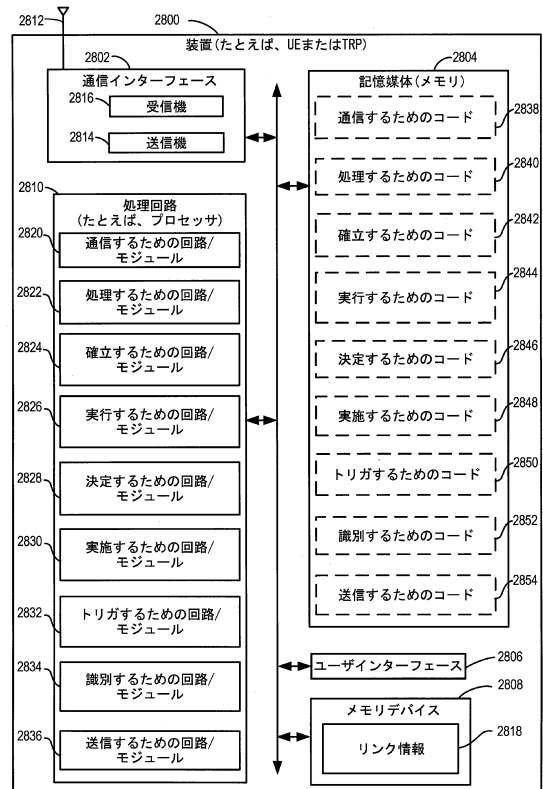 2812
2800
装置(たとえば、UEまたはTRP)
2802
通信インターフェース
2816
受信機
2814
送信機
2810
処理回路
(たとえば、プロセッサ)
2820
通信するための回路/
モジュール
2822
処理するための回路/
モジュール
2824
確立するための回路/
モジュール
2826
実行するための回路/
モジュール
2828
決定するための回路/
モジュール
2830
実施するための回路/
モジュール
2832
トリガするための回路/
モジュール
2834
識別するための回路/
モジュール
2836
送信するための回路/
モジュール
2804
記憶媒体(メモリ)
通信するためのコード
2838
処理するためのコード
2840
確立するためのコード
2842
実行するためのコード
2844
決定するためのコード
2846
実施するためのコード
2848
トリガするためのコード
2850
識別するためのコード
2852
送信するためのコード
2854
ユーザインターフェース
2806
2808
メモリデバイス
リンク情報
2818